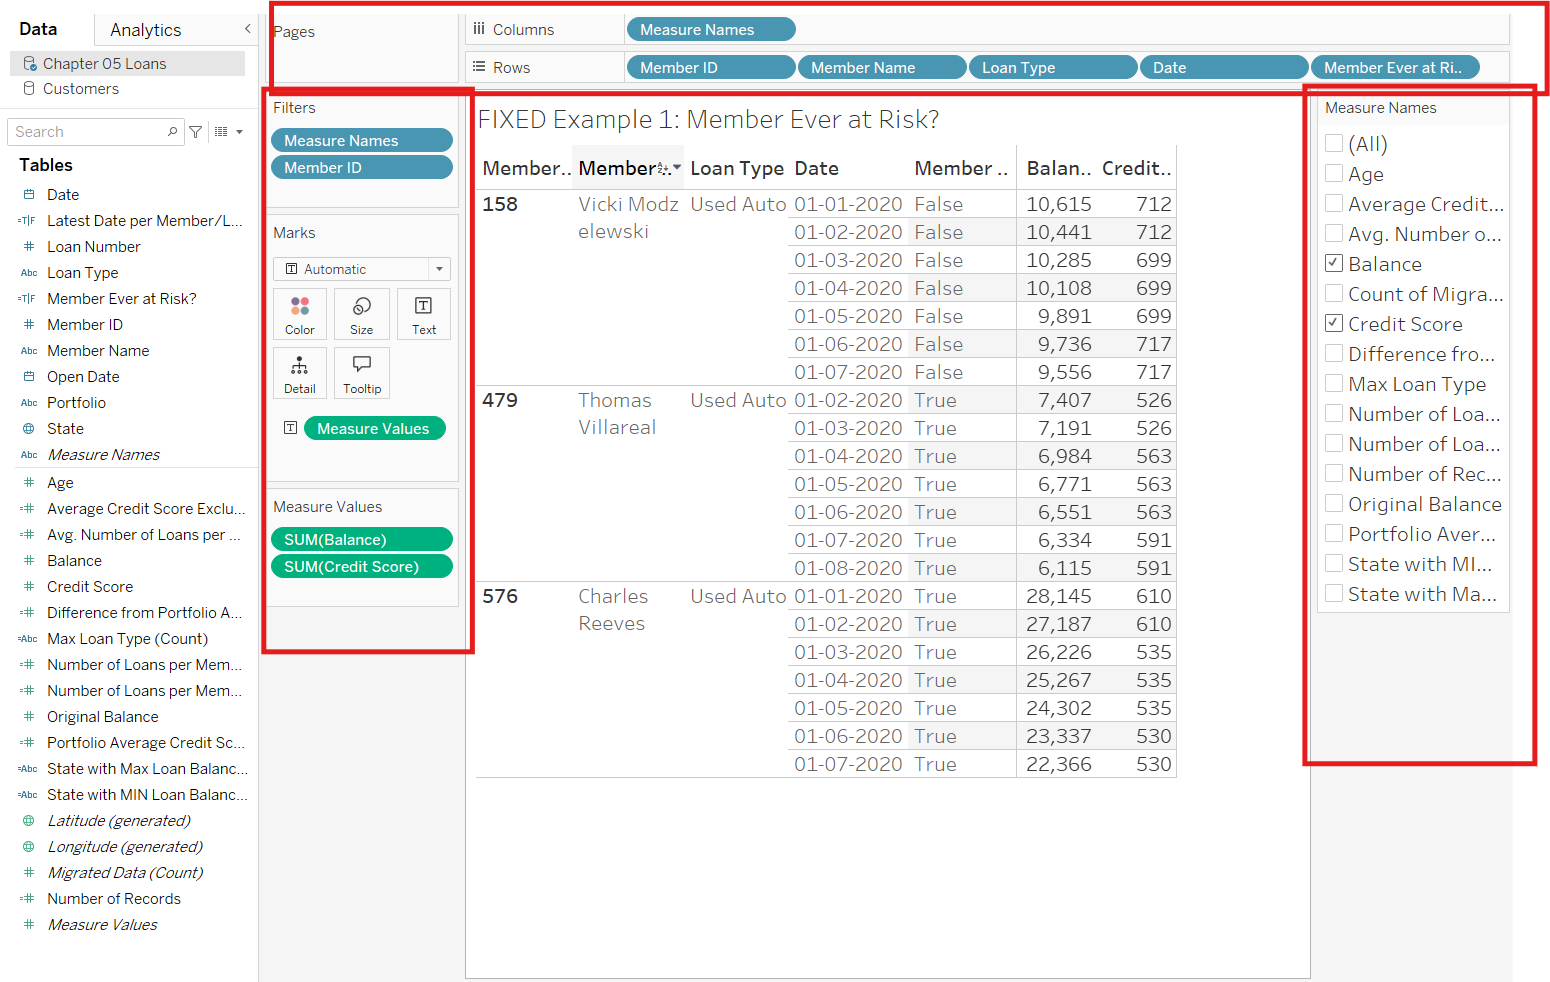 Data
Analytics
Chapter 05 Loans
Customers
Search
Tables
Date
Latest Date per Member/L...
Loan Number
Abc Loan Type
=T|F Member Ever at Risk?
Member ID
Abc Member Name
Open Date
Abc Portfolio
State
Abc Measure Names
Age
Average Credit Score Exclu...
Avg. Number of Loans per ...
Balance
Credit Score
Difference from Portfolio A...
=Abc Max Loan Type (Count)
Number of Loans per Mem...
Number of Loans per Mem...
Original Balance
Portfolio Average Credit Sc...
=Abc State with Max Loan Balanc...
=Abc State with MIN Loan Balanc...
Latitude (generated)
Longitude (generated)
Migrated Data (Count)
Number of Records
Measure Values
Pages
Filters
Measure Names
Member ID
Marks
Automatic
Color Size Text
Detail Tooltip
Measure Values
Measure Values
SUM(Balance)
SUM(Credit Score)
Columns Measure Names
Rows Member ID Member Name Loan Type Date Member Ever at Ri..
FIXED Example 1: Member Ever at Risk?
Member.. Member.. Loan Type Date Member .. Balan.. Credit..
158 Vicki Modz Used Auto 01-01-2020 False 10,615 712
elewski 01-02-2020 False 10,441 712
01-03-2020 False 10,285 699
01-04-2020 False 10,108 699
01-05-2020 False 9,891 699
01-06-2020 False 9,736 717
01-07-2020 False 9,556 717
479 Thomas Used Auto 01-02-2020 True 7,407 526
Villareal 01-03-2020 True 7,191 526
01-04-2020 True 6,984 563
01-05-2020 True 6,771 563
01-06-2020 True 6,551 563
01-07-2020 True 6,334 591
01-08-2020 True 6,115 591
576 Charles Used Auto 01-01-2020 True 28,145 610
Reeves 01-02-2020 True 27,187 610
01-03-2020 True 26,226 535
01-04-2020 True 25,267 535
01-05-2020 True 24,302 535
01-06-2020 True 23,337 530
01-07-2020 True 22,366 530
Measure Names
(All)
Age
Average Credit...
Avg. Number o...
Balance
Count of Migra...
Credit Score
Difference fro...
Max Loan Type
Number of Loa...
Number of Loa...
Number of Rec...
Original Balance
Portfolio Aver...
State with MI...
State with Ma...